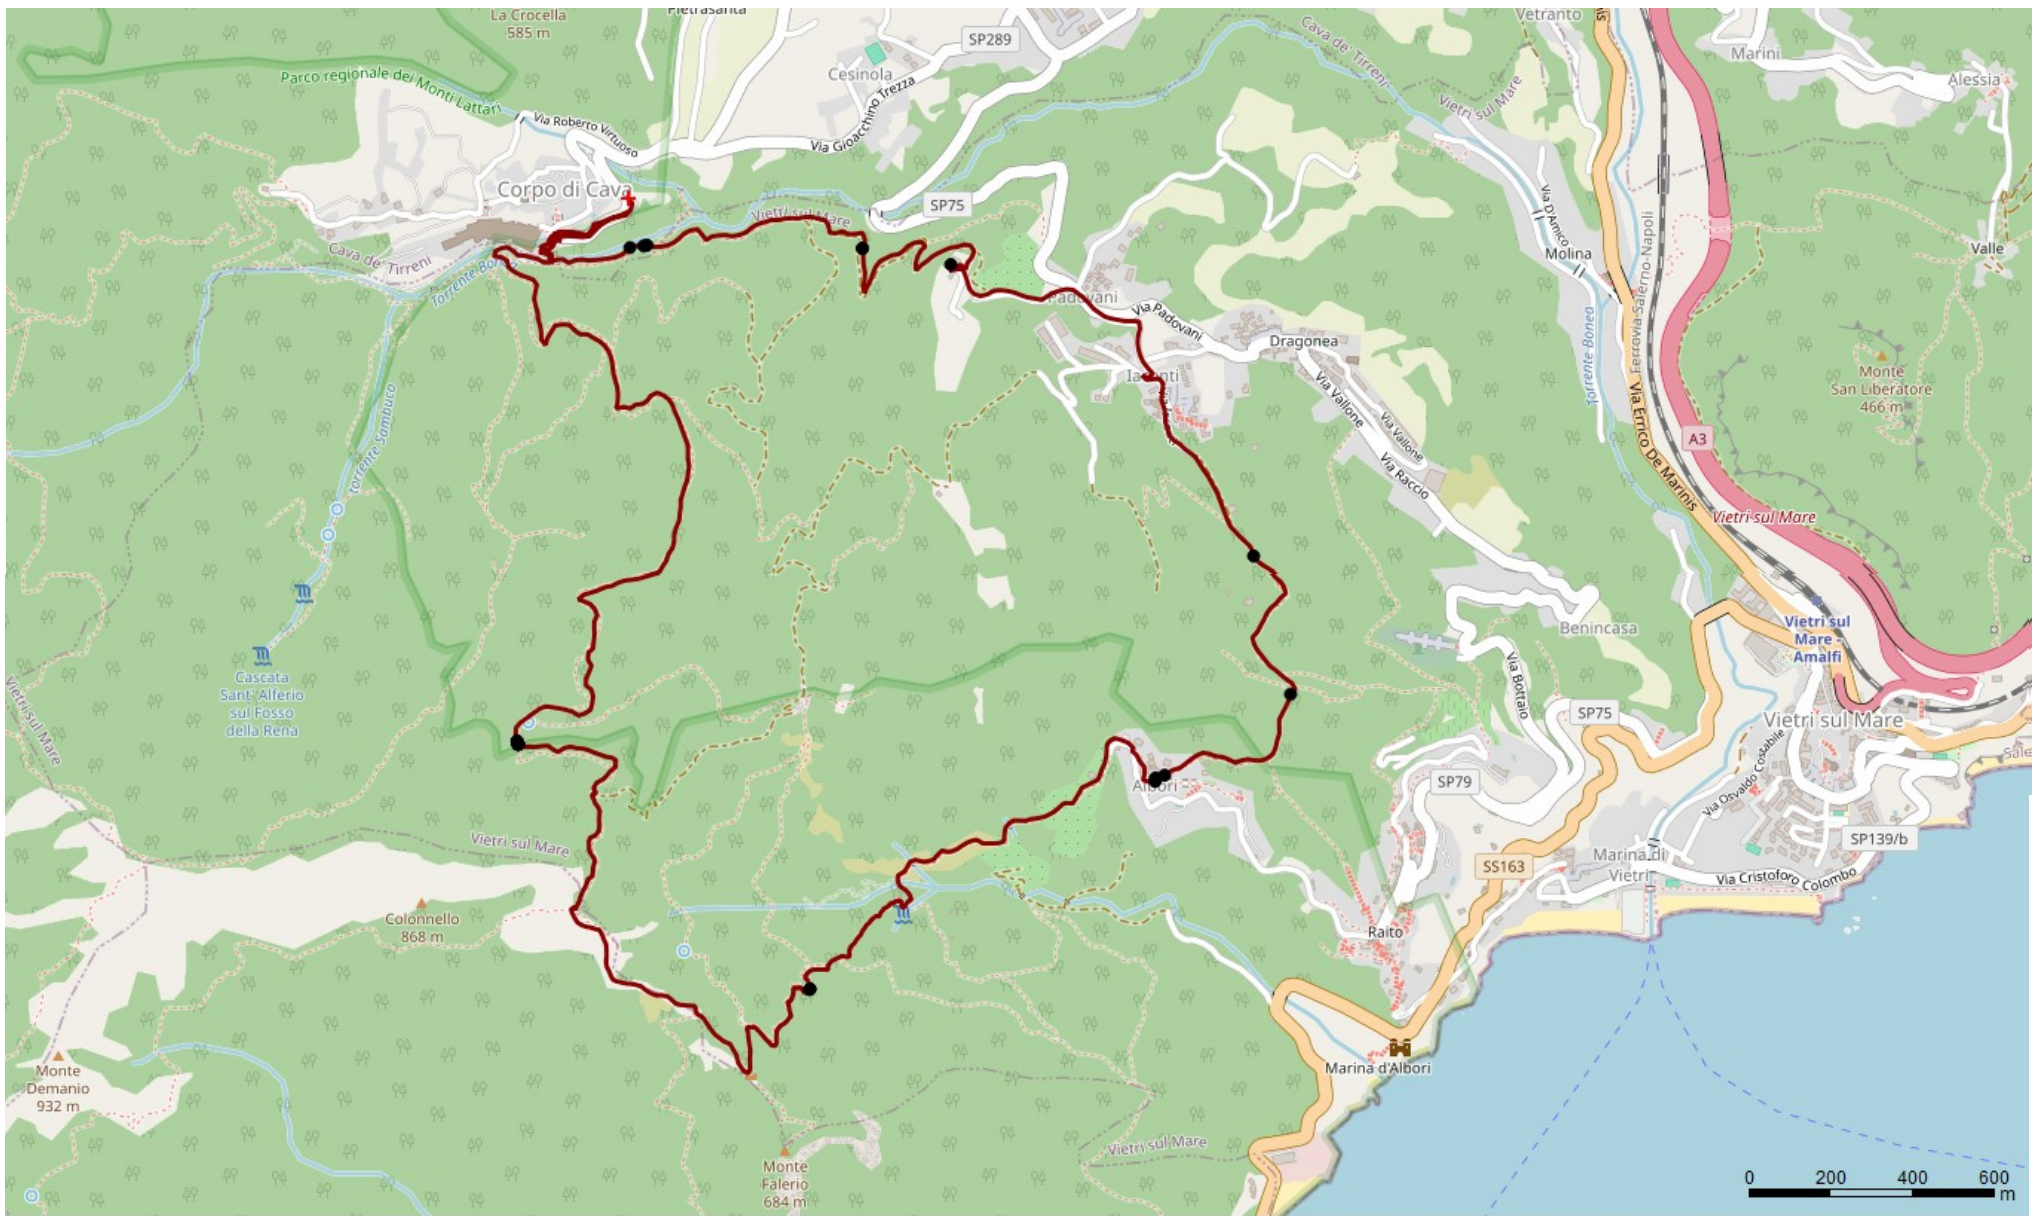 La Crocella
585 m
Pietrasanta
SP289
Cava de' Tirreni
Vetranto
Marini
Alessia
Cesinola
Parco regionale dei Monti Lattari
Via Roberto Virtuoso
Via Gioacchino Trezza
Vietri sul Mare
Corpo di Cava
SP75
Vietri sul Mare
Via D'Amico
Molina
Valle
Cava de' Tirreni
Torrente Bonea
Padovani
Via Padovani
Dragonea
Iaconti
Via Iaconti
Torrente Bonea
Ferrovia Salerno-Napoli
Monte
San Liberatore
466 m
torrente Sambuco
Via Vallone
Via Vallone
Via Raccio
Via Errico De Marinis
A3
Vietri sul Mare
Benincasa
Vietri sul
Mare -
Amalfi
Cascata
Sant' Alferio
sul Fosso
della Rena
Vietri sul Mare
Via Bottaio
SP75
Vietri sul Mare
Albori
SP79
Via Osvaldo Costabile
SP139/b
Vietri sul Mare
SS163
Marina di
Vietri
Via Cristoforo Colombo
Colonnello
868 m
Raito
Monte
Demanio
932 m
Marina d'Albori
Vietri sul Mare
Monte
Falerio
684 m
0 200 400 600
m